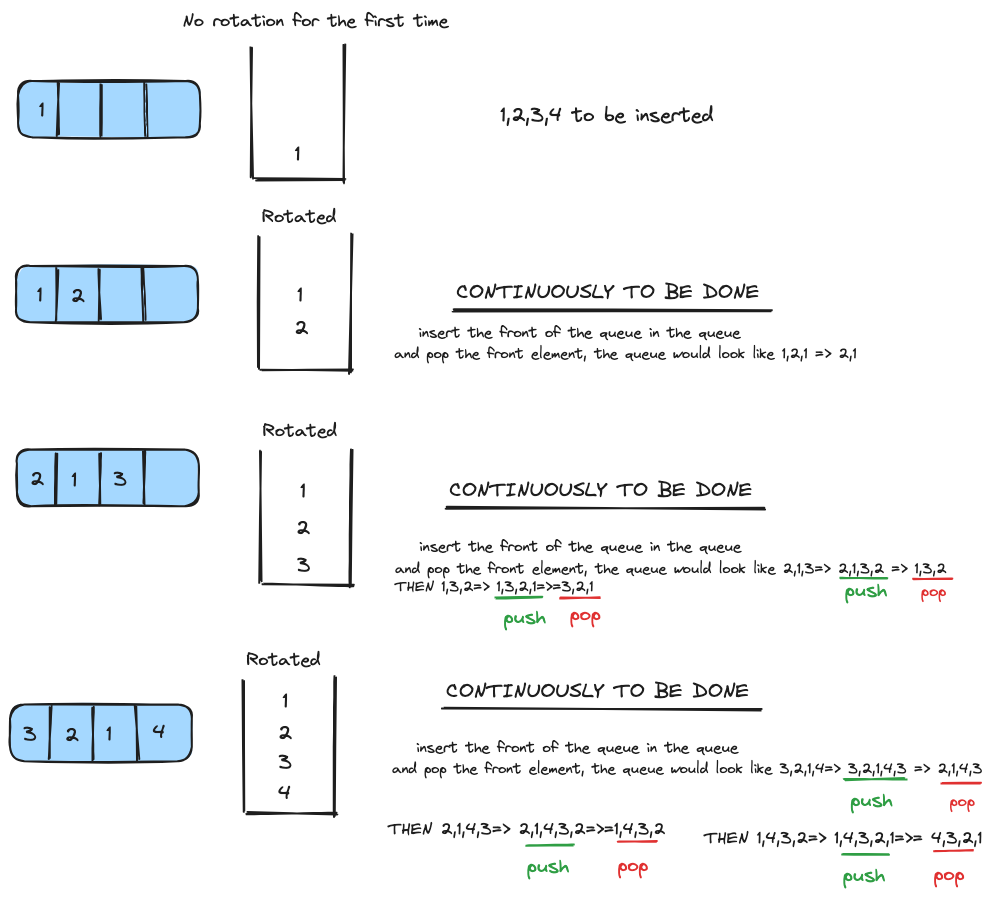 No rotation for the first time
1
1
1,2,3,4 to be inserted
Rotated
1 2
1
2
CONTINUOUSLY TO BE DONE
insert the front of the queue in the queue
and pop the front element, the queue would look like 1,2,1 => 2,1
Rotated
2 1 3
1
2
3
CONTINUOUSLY TO BE DONE
insert the front of the queue in the queue
and pop the front element, the queue would look like 2,1,3=> 2,1,3,2 => 1,3,2
push pop
THEN 1,3,2=> 1,3,2,1=>=3,2,1
push pop
Rotated
3 2 1 4
1
2
3
4
CONTINUOUSLY TO BE DONE
insert the front of the queue in the queue
and pop the front element, the queue would look like 3,2,1,4=> 3,2,1,4,3 => 2,1,4,3
push pop
THEN 2,1,4,3=> 2,1,4,3,2=>=1,4,3,2
push pop
THEN 1,4,3,2=> 1,4,3,2,1=>= 4,3,2,1
push pop